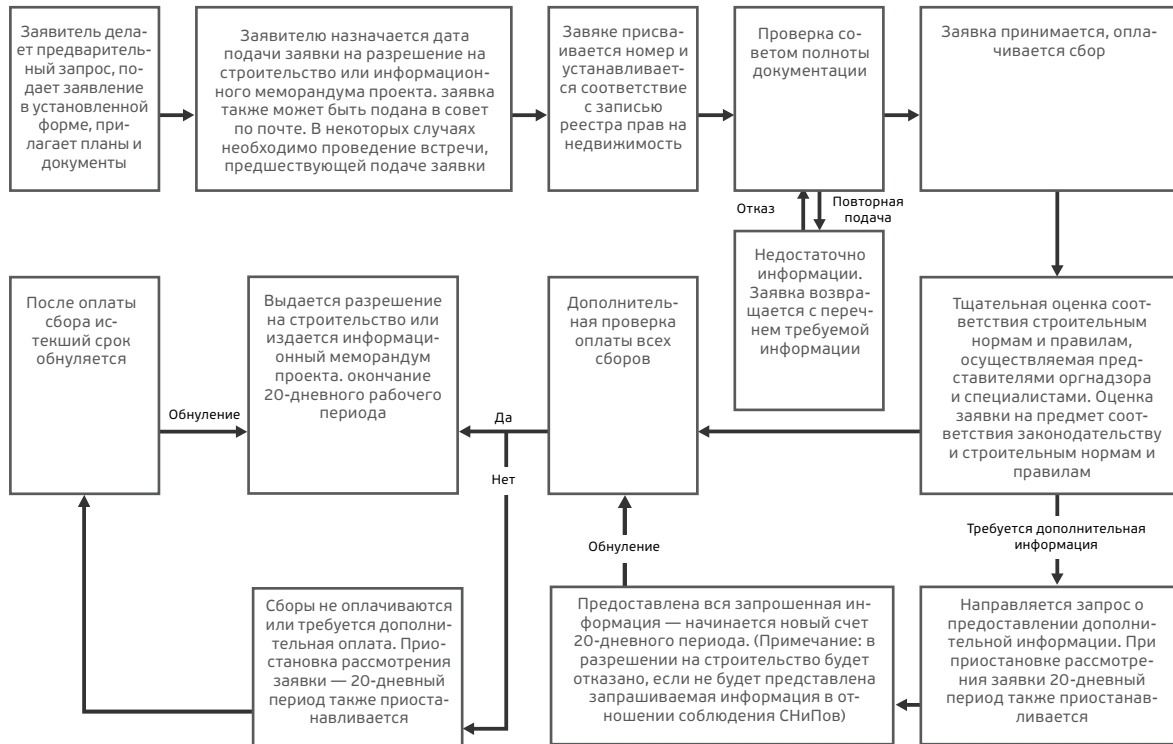 Заявитель дела-
ет предваритель-
ный запрос, по-
дает заявление
в установленной
форме, при-
лагает планы и
документы
Заявителю назначается дата
подачи заявки на разрешение на
строительство или информацион-
ного меморандума проекта. заявка
также может быть подана в совет
по почте. В некоторых случаях
необходимо проведение встречи,
предшествующей подаче заявки
Завяке присва-
ивается номер и
устанавливает-
ся соответствие
с записью
реестра прав на
недвижимость
Проверка со-
ветом полноты
документации
Заявка принимается, опла-
чивается сбор
Отказ
Повторная
подача
Недостаточно
информации.
Заявка возвра-
щается с переч-
нем требуемой
информации
После оплаты
сбора ис-
текший срок
обнуляется
Обнуление
Выдается разрешение
на строительство или
издается информаци-
онный меморандум
проекта. окончание
20-дневного рабочего
периода
Да
Нет
Дополнитель-
ная проверка
оплаты всех
сборов
Тщательная оценка соот-
ветствия строительным
нормам и правилам,
осуществляемая пред-
ставителями оргнадзора
и специалистами. Оценка
заявки на предмет соот-
ветствия законодательству
и строительным нормам и
правилам
Обнуление
Требуется дополнительная
информация
Сборы не оплачиваются
или требуется дополни-
тельная оплата. Прио-
становка рассмотрения
заявки — 20-дневный
период также приоста-
навливается
Предоставлена вся запрошенная ин-
формация — начинается новый счет
20-дневного периода. (Примечание: в
разрешении на строительство будет
отказано, если не будет представлена
запрашиваемая информация в от-
ношении соблюдения СНиПов)
Направляется запрос о
предоставлении дополни-
тельной информации. При
приостановке рассмотре-
ния заявки 20-дневный
период также приостанав-
ливается